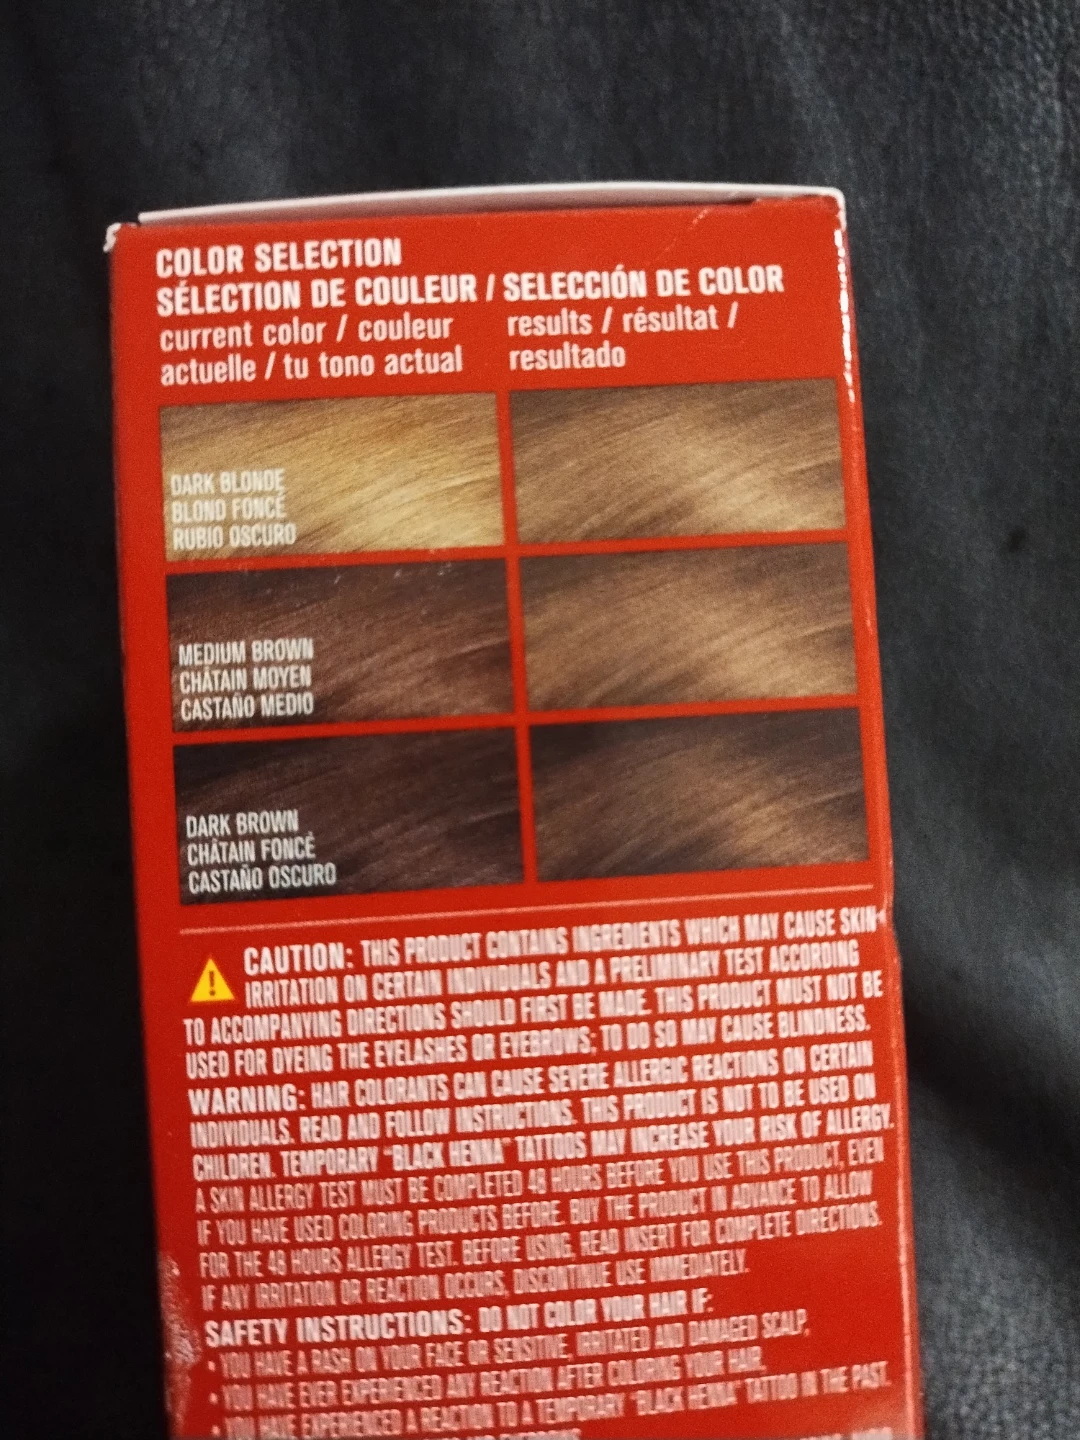 COLOR SELECTION
SÉLECTION DE COULEUR / SELECCIÓN DE COLOR
current color / couleur actuelle / tu tono actual
results / résultat / resultado
DARK BLONDE
BLOND FONCÉ
RUBIO OSCURO
MEDIUM BROWN
CHÂTAIN MOYEN
CASTAÑO MEDIO
DARK BROWN
CHÂTAIN FONCÉ
CASTAÑO OSCURO
CAUTION: THIS PRODUCT CONTAINS INGREDIENTS WHICH MAY CAUSE SKIN
IRRITATION ON CERTAIN INDIVIDUALS AND A PRELIMINARY TEST ACCORDING
TO ACCOMPANYING DIRECTIONS SHOULD FIRST BE MADE. THIS PRODUCT MUST NOT BE
USED FOR DYEING THE EYELASHES OR EYEBROWS; TO DO SO MAY CAUSE BLINDNESS.
WARNING: HAIR COLORANTS CAN CAUSE SEVERE ALLERGIC REACTIONS ON CERTAIN
INDIVIDUALS. READ AND FOLLOW INSTRUCTIONS. THIS PRODUCT IS NOT TO BE USED ON
CHILDREN. TEMPORARY "BLACK HENNA" TATTOOS MAY INCREASE YOUR RISK OF ALLERGY.
A SKIN ALLERGY TEST MUST BE COMPLETED 48 HOURS BEFORE YOU USE THIS PRODUCT, EVEN
IF YOU HAVE USED COLORING PRODUCTS BEFORE. BUY THE PRODUCT IN ADVANCE TO ALLOW
FOR THE 48 HOURS ALLERGY TEST. BEFORE USING, READ INSERT FOR COMPLETE DIRECTIONS.
IF ANY IRRITATION OR REACTION OCCURS, DISCONTINUE USE IMMEDIATELY.
SAFETY INSTRUCTIONS: DO NOT COLOR YOUR HAIR IF:
• YOU HAVE A RASH ON YOUR FACE OR SENSITIVE, IRRITATED AND DAMAGED SCALP.
• YOU HAVE EVER EXPERIENCED ANY REACTION AFTER COLORING YOUR HAIR.
• YOU HAVE EXPERIENCED A REACTION TO A TEMPORARY "BLACK HENNA" TATTOO IN THE PAST.